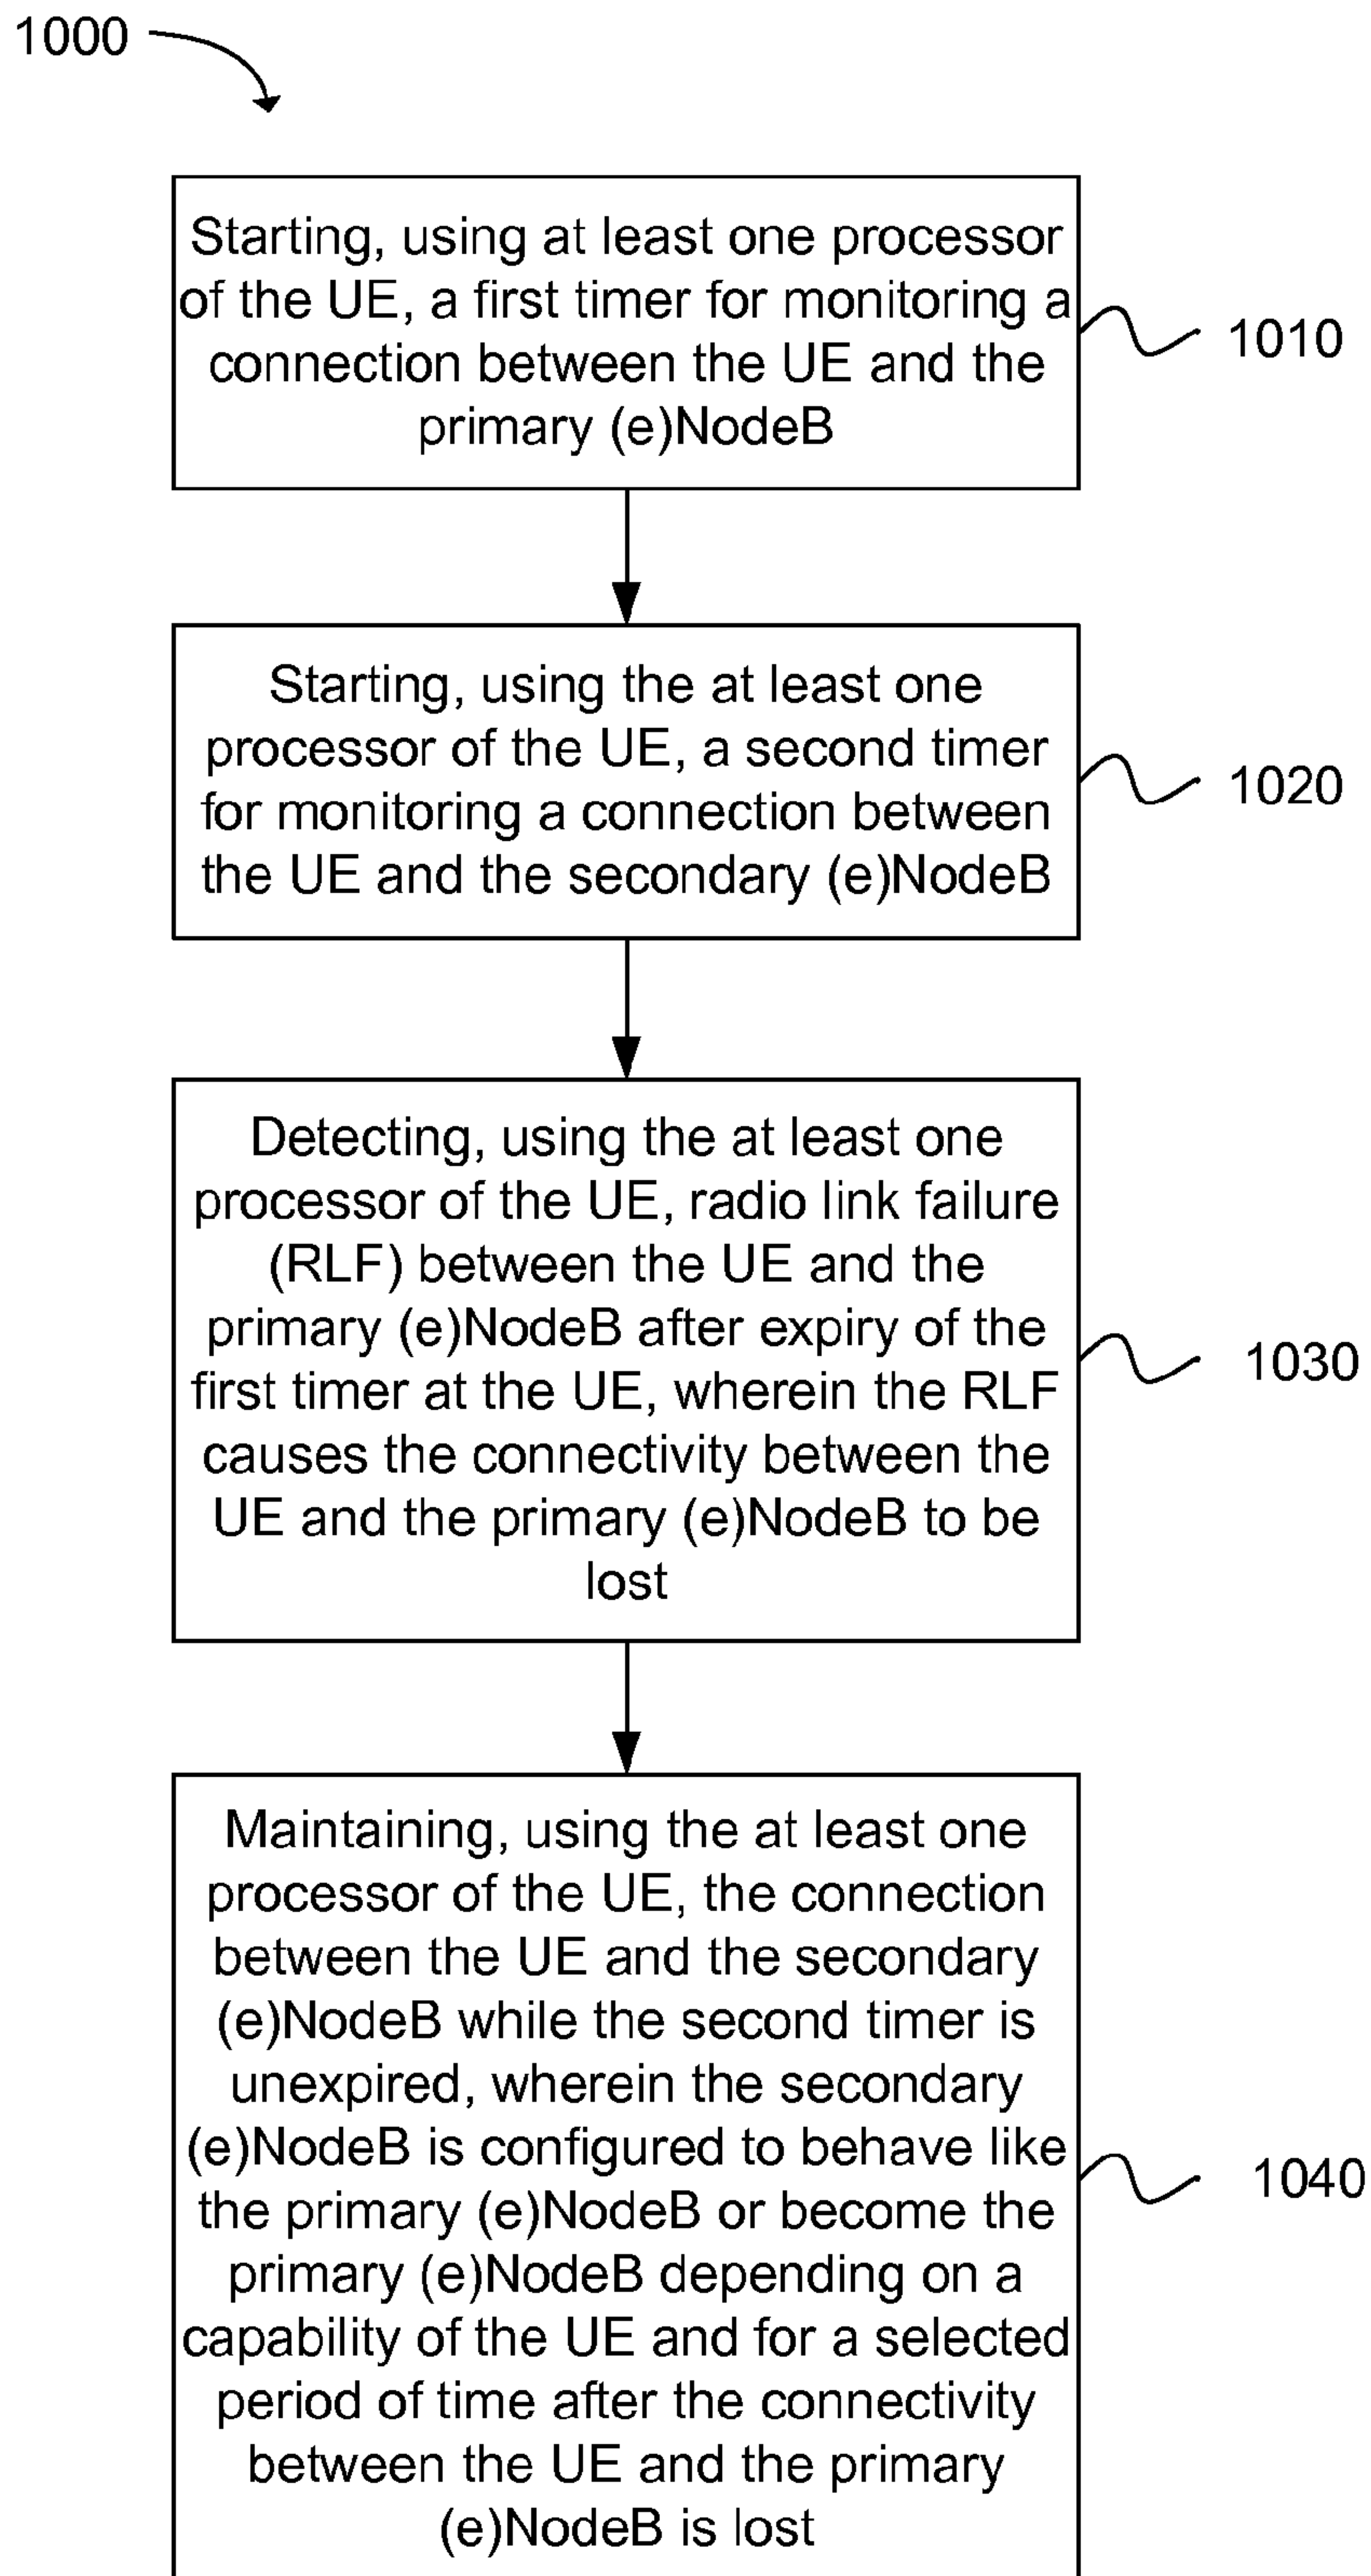 1000
Starting, using at least one processor
of the UE, a first timer for monitoring a
connection between the UE and the
primary (e)NodeB
1010
Starting, using the at least one
processor of the UE, a second timer
for monitoring a connection between
the UE and the secondary (e)NodeB
1020
Detecting, using the at least one
processor of the UE, radio link failure
(RLF) between the UE and the
primary (e)NodeB after expiry of the
first timer at the UE, wherein the RLF
causes the connectivity between the
UE and the primary (e)NodeB to be
lost
1030
Maintaining, using the at least one
processor of the UE, the connection
between the UE and the secondary
(e)NodeB while the second timer is
unexpired, wherein the secondary
(e)NodeB is configured to behave like
the primary (e)NodeB or become the
primary (e)NodeB depending on a
capability of the UE and for a selected
period of time after the connectivity
between the UE and the primary
(e)NodeB is lost
1040